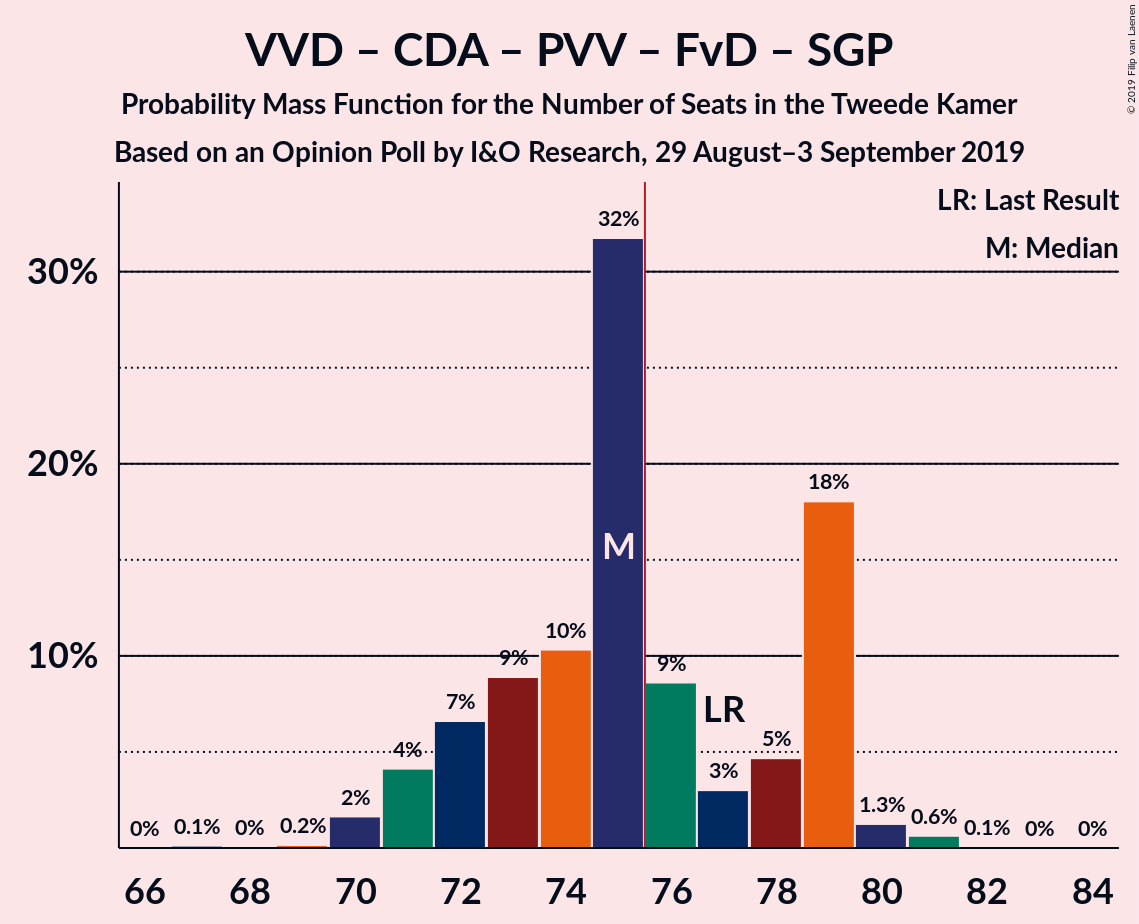 VVD – CDA – PVV – FvD – SGP
Probability Mass Function for the Number of Seats in the Tweede Kamer
Based on an Opinion Poll by I&O Research, 29 August–3 September 2019
© 2019 Filip van Laenen
LR: Last Result
M: Median
30%
20%
10%
0%
0.1%
0%
0.2%
2%
4%
7%
9%
10%
32%
M
9%
LR
3%
5%
18%
1.3%
0.6%
0.1%
0%
0%
66 68 70 72 74 76 78 80 82 84